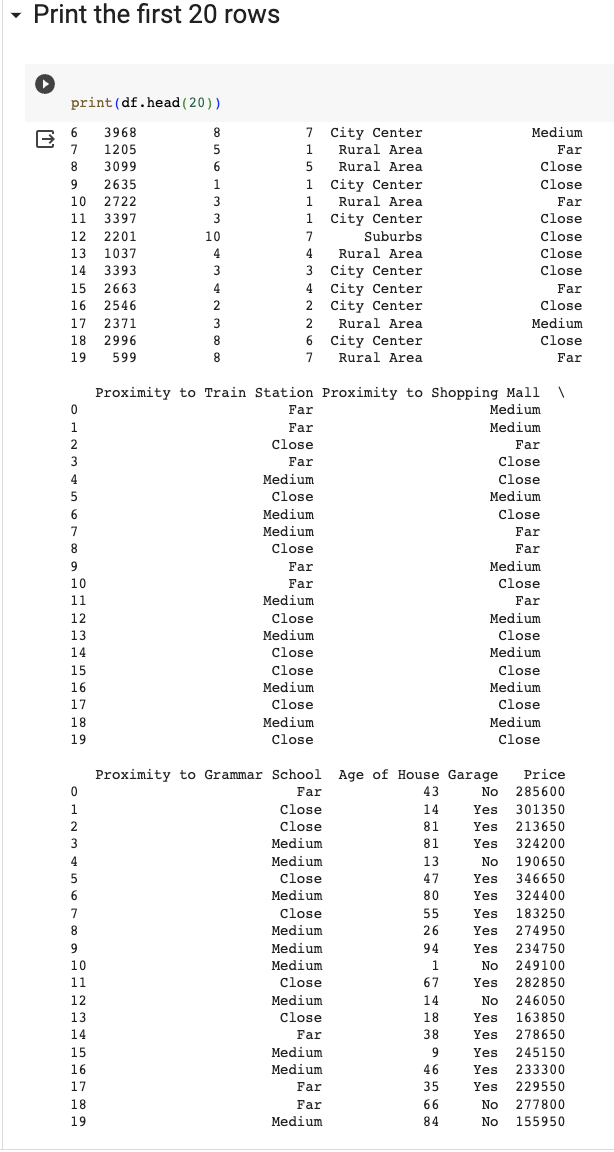 Print the first 20 rows
print(df.head(20))
6 3968 8 7 City Center Medium
7 1205 5 1 Rural Area Far
8 3099 6 5 Rural Area Close
9 2635 1 1 City Center Close
10 2722 3 1 Rural Area Far
11 3397 3 1 City Center Close
12 2201 10 7 Suburbs Close
13 1037 4 4 Rural Area Close
14 3393 3 3 City Center Close
15 2663 4 4 City Center Far
16 2546 2 2 City Center Close
17 2371 3 2 Rural Area Medium
18 2996 8 6 City Center Close
19 599 8 7 Rural Area Far
Proximity to Train Station Proximity to Shopping Mall \
0 Far Medium
1 Far Medium
2 Close Far
3 Far Close
4 Medium Close
5 Close Medium
6 Medium Close
7 Medium Far
8 Close Far
9 Far Medium
10 Far Close
11 Medium Far
12 Close Medium
13 Medium Close
14 Close Medium
15 Close Close
16 Medium Medium
17 Close Close
18 Medium Medium
19 Close Close
Proximity to Grammar School Age of House Garage Price
0 Far 43 No 285600
1 Close 14 Yes 301350
2 Close 81 Yes 213650
3 Medium 81 Yes 324200
4 Medium 13 No 190650
5 Close 47 Yes 346650
6 Medium 80 Yes 324400
7 Close 55 Yes 183250
8 Medium 26 Yes 274950
9 Medium 94 Yes 234750
10 Medium 1 No 249100
11 Close 67 Yes 282850
12 Medium 14 No 246050
13 Close 18 Yes 163850
14 Far 38 Yes 278650
15 Medium 9 Yes 245150
16 Medium 46 Yes 233300
17 Far 35 Yes 229550
18 Far 66 No 277800
19 Medium 84 No 155950